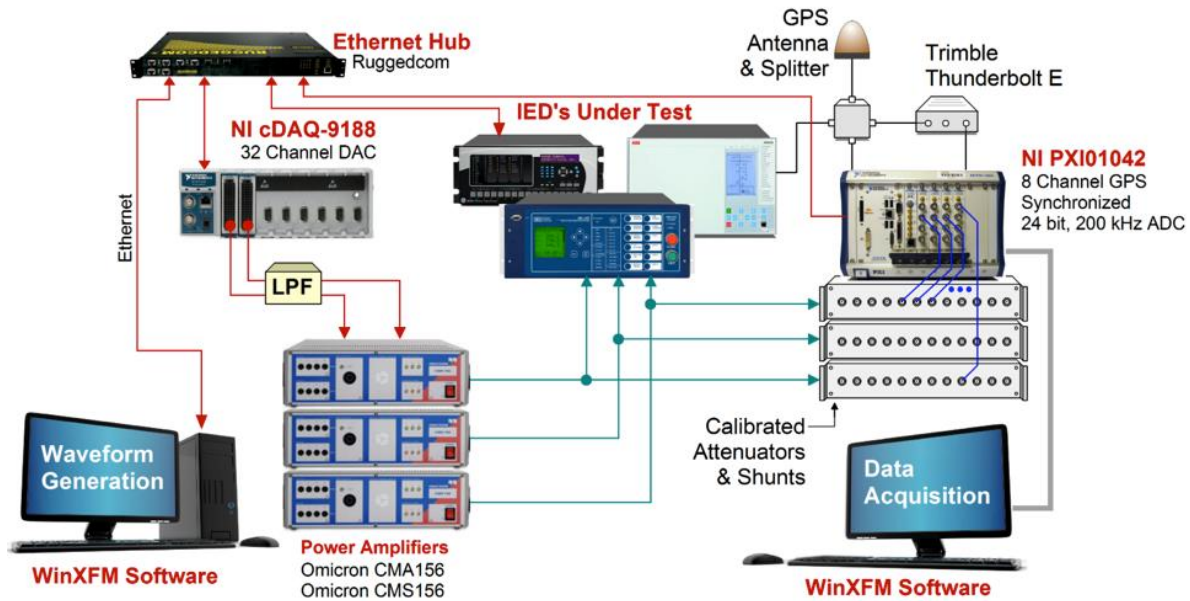 Ethernet Hub
Ruggedcom
GPS
Antenna
& Splitter
Trimble
Thunderbolt E
IED's Under Test
NI cDAQ-9188
32 Channel DAC
NI PXI01042
8 Channel GPS
Synchronized
24 bit, 200 kHz ADC
Ethernet
LPF
Calibrated
Attenuators
& Shunts
Waveform
Generation
Data
Acquisition
WinXFM Software
Power Amplifiers
Omicron CMA156
Omicron CMS156
WinXFM Software
RUGGEDCOM